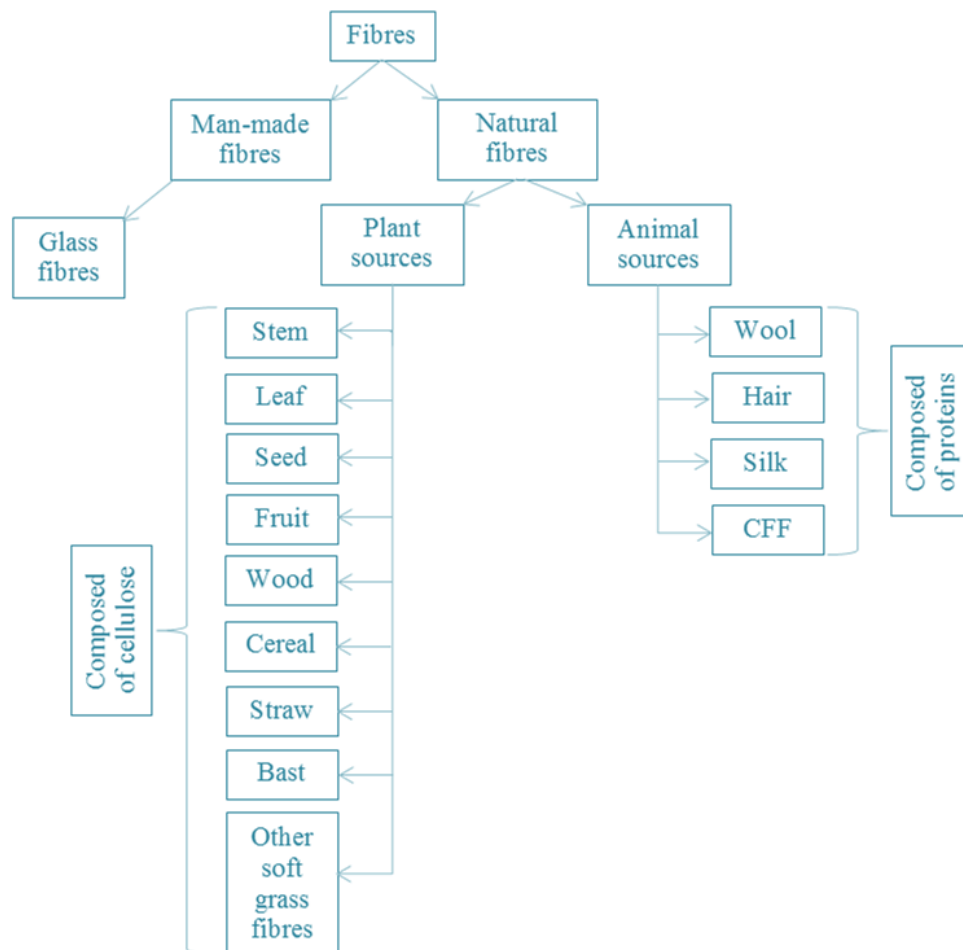 Fibres
Man-made
fibres
Natural
fibres
Glass
fibres
Plant
sources
Animal
sources
Stem
Leaf
Seed
Fruit
Wood
Cereal
Straw
Bast
Other
soft
grass
fibres
Composed
of cellulose
Wool
Hair
Silk
CFF
Composed
of proteins